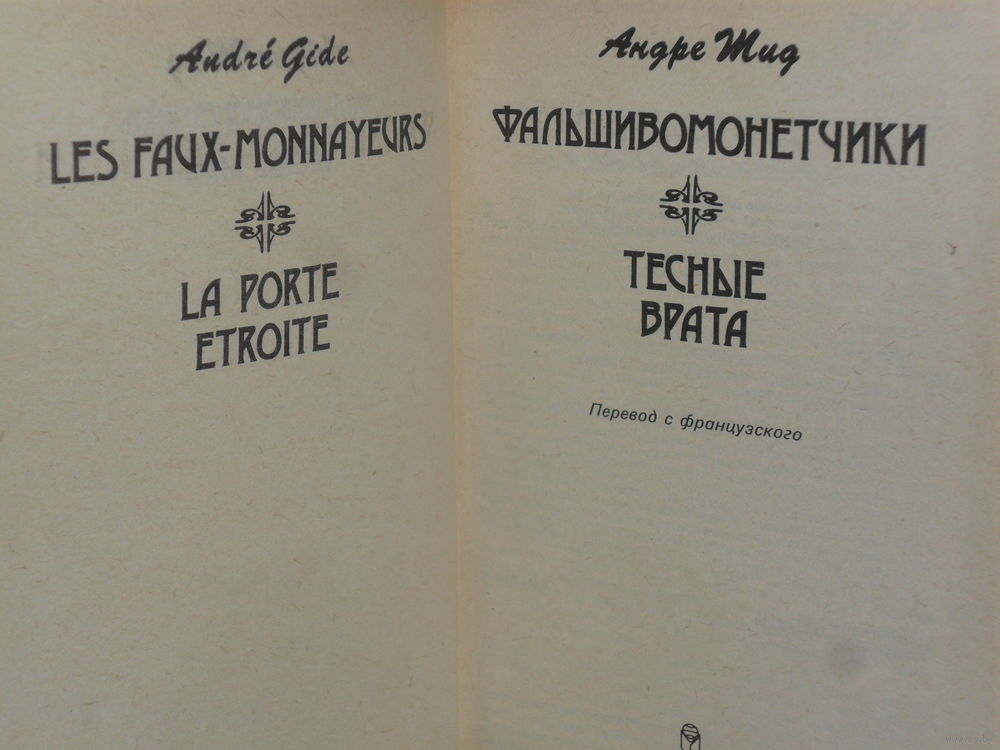 André Gide
LES FAUX-MONNAYEURS
LA PORTE
ETROITE
Андре Жид
ФАЛЬШИВОМОНЕТЧИКИ
ТЕСНЫЕ
ВРАТА
Перевод с французского